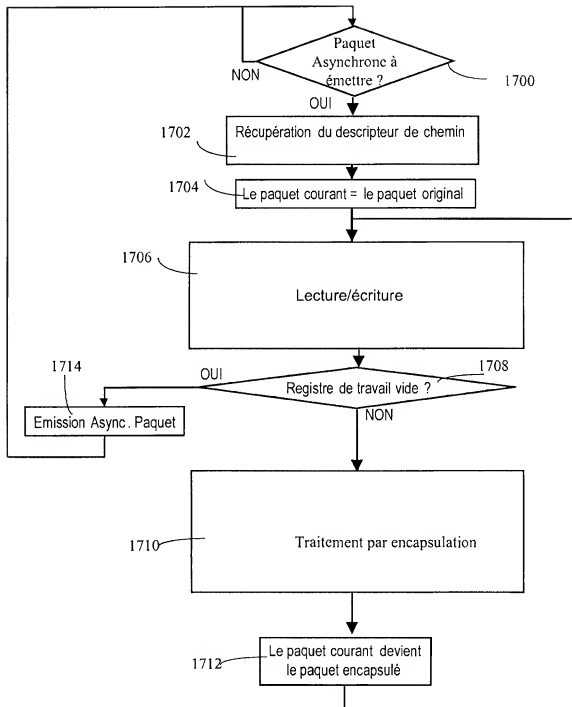 Paquet
Asynchrone à
émettre ?
1700
NON
OUI
1702
Récupération du descripteur de chemin
1704
Le paquet courant = le paquet original
1706
Lecture/écriture
1708
OUI
Registre de travail vide ?
NON
1714
Emission Async. Paquet
1710
Traitement par encapsulation
1712
Le paquet courant devient
le paquet encapsulé